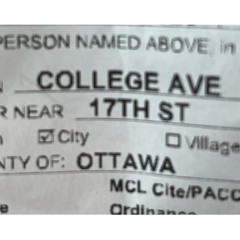 PERSON NAMED ABOVE, in
COLLEGE AVE
R NEAR 17TH ST
☑ City ☐ Village
NTY OF: OTTAWA
MCL Cite/PACC
Ordinance